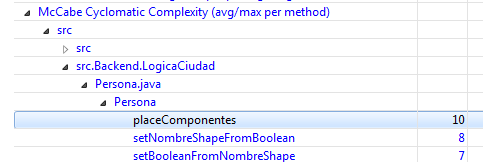 McCabe Cyclomatic Complexity (avg/max per method)
src
src
src.Backend.LogicaCiudad
Persona.java
Persona
placeComponentes 10
setNombreShapeFromBoolean 8
setBooleanFromNombreShape 7